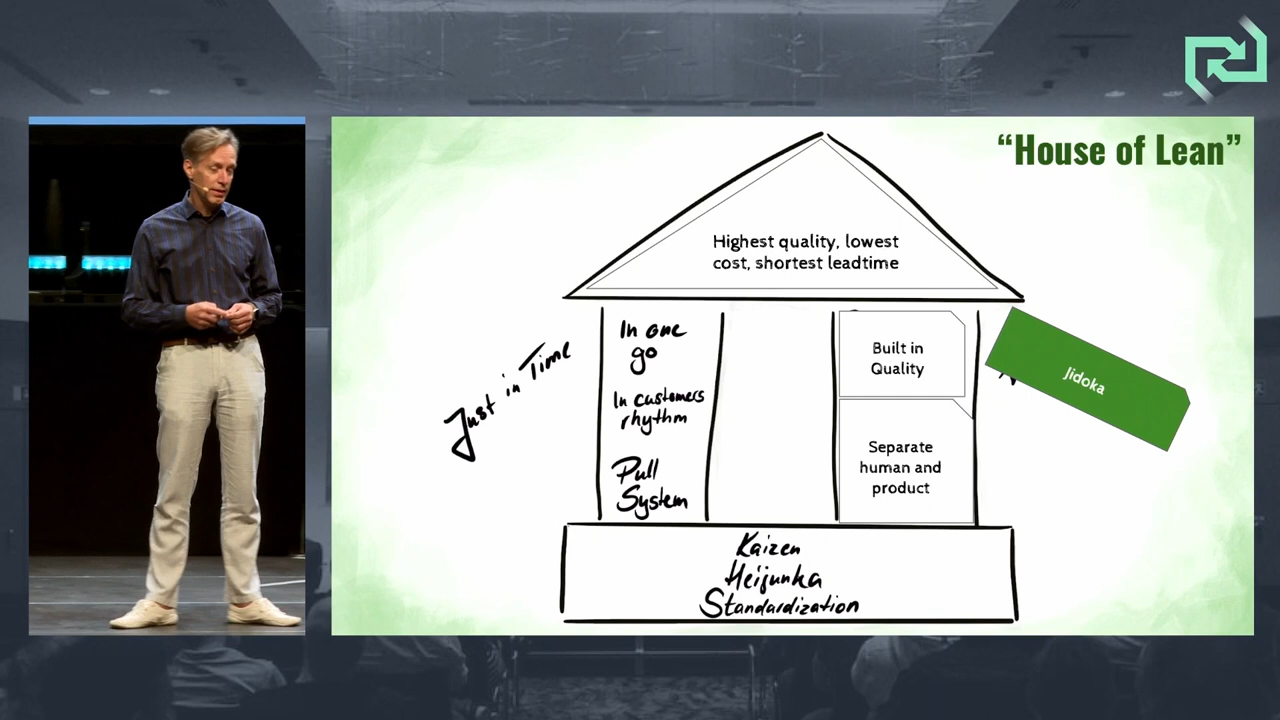 “House of Lean”
Highest quality, lowest
cost, shortest leadtime
Just in Time
In one
go
In customers
rhythm
Pull
System
Built in
Quality
Separate
human and
product
Jidoka
Kaizen
Heijunka
Standardization